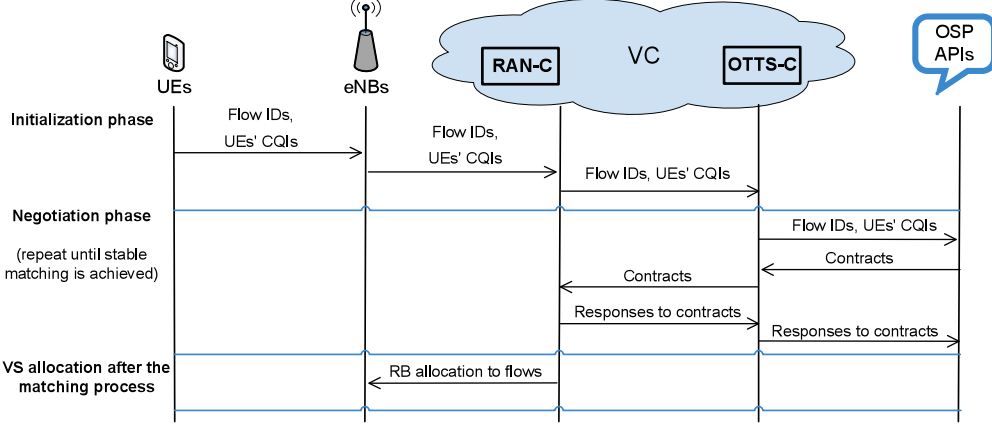 OSP
APIs
VC
RAN-C
OTTS-C
UEs
eNBs
Initialization phase
Flow IDs,
UEs' CQIs
Flow IDs,
UEs' CQIs
Flow IDs, UEs' CQIs
Negotiation phase
(repeat until stable
matching is achieved)
Flow IDs, UEs' CQIs
Contracts
Contracts
Responses to contracts
Responses to contracts
VS allocation after the
matching process
RB allocation to flows